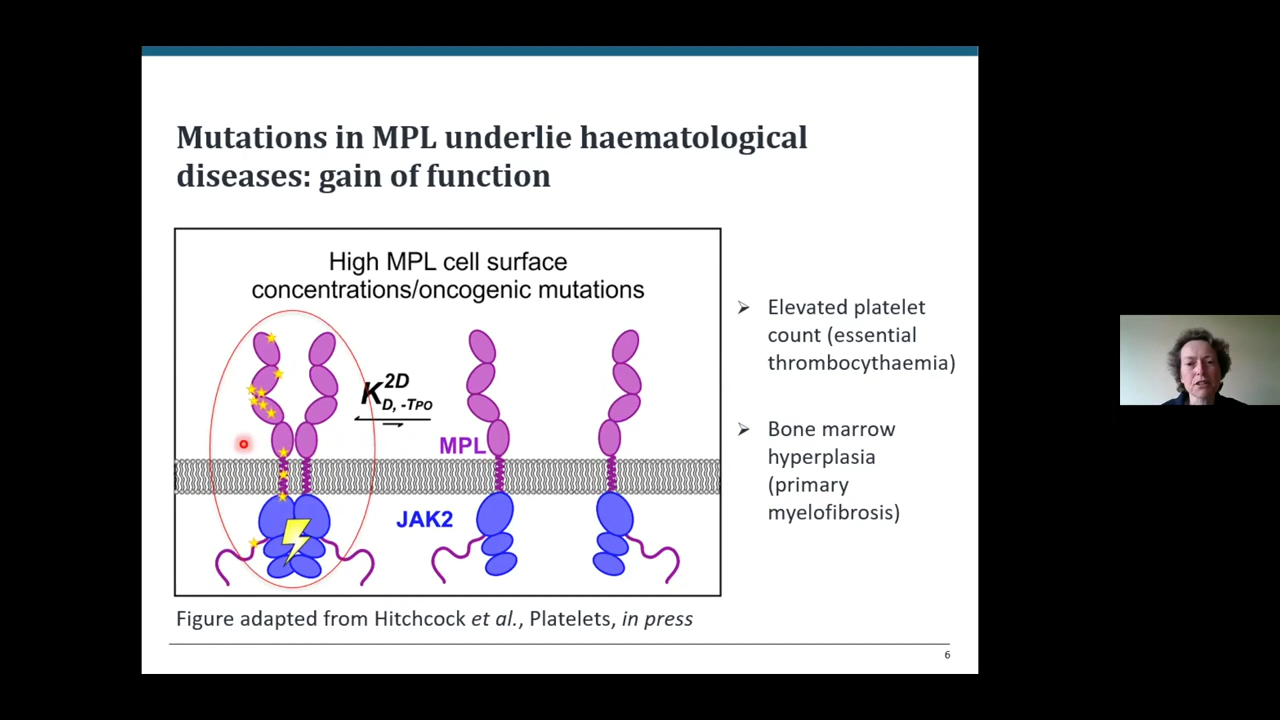 Mutations in MPL underlie haematological
diseases: gain of function
High MPL cell surface
concentrations/oncogenic mutations
K 2D D, -TPO
MPL
JAK2
➢ Elevated platelet
count (essential
thrombocythaemia)
➢ Bone marrow
hyperplasia
(primary
myelofibrosis)
Figure adapted from Hitchcock et al., Platelets, in press
6